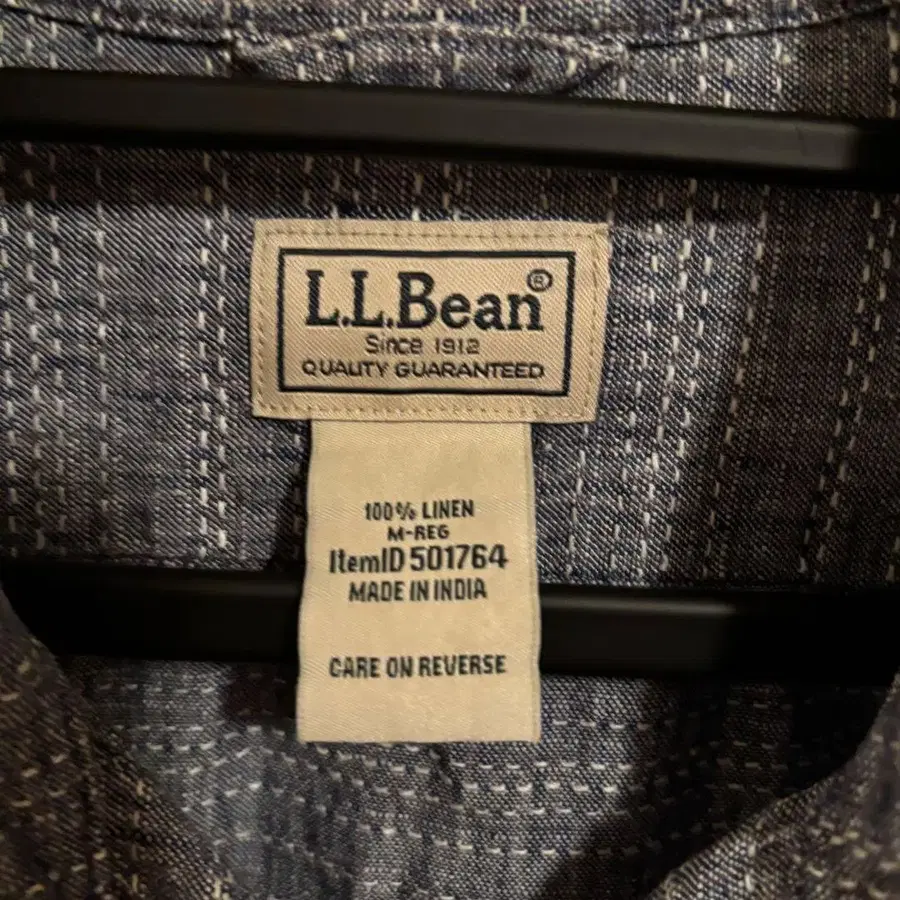 L.L.Bean®
Since 1912
QUALITY GUARANTEED
100% LINEN
M-REG
ItemID 501764
MADE IN INDIA
CARE ON REVERSE